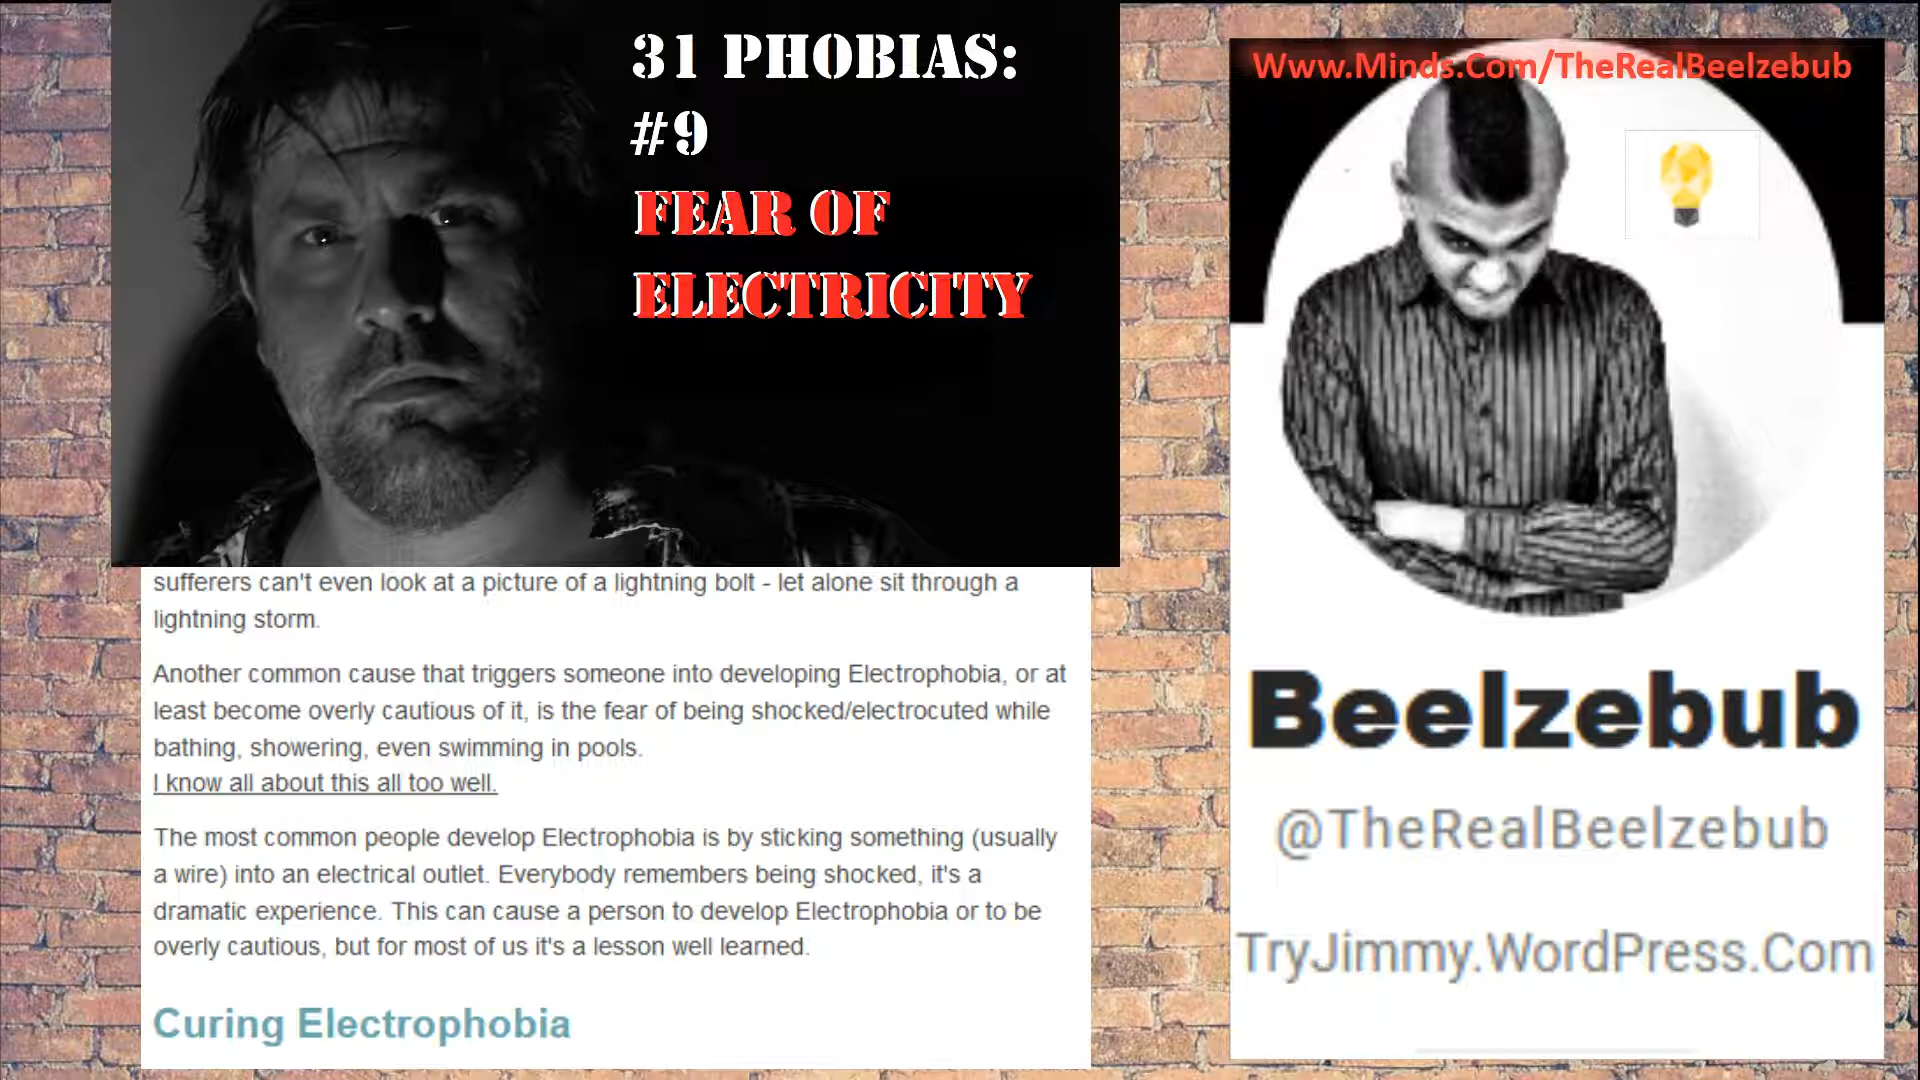 31 PHOBIAS:
#9
FEAR OF
ELECTRICITY
sufferers can't even look at a picture of a lightning bolt - let alone sit through a
lightning storm.
Another common cause that triggers someone into developing Electrophobia, or at
least become overly cautious of it, is the fear of being shocked/electrocuted while
bathing, showering, even swimming in pools.
I know all about this all too well.
The most common people develop Electrophobia is by sticking something (usually
a wire) into an electrical outlet. Everybody remembers being shocked, it's a
dramatic experience. This can cause a person to develop Electrophobia or to be
overly cautious, but for most of us it's a lesson well learned.
Curing Electrophobia
Www.Minds.Com/TheRealBeelzebub
Beelzebub
@TheRealBeelzebub
TryJimmy.WordPress.Com